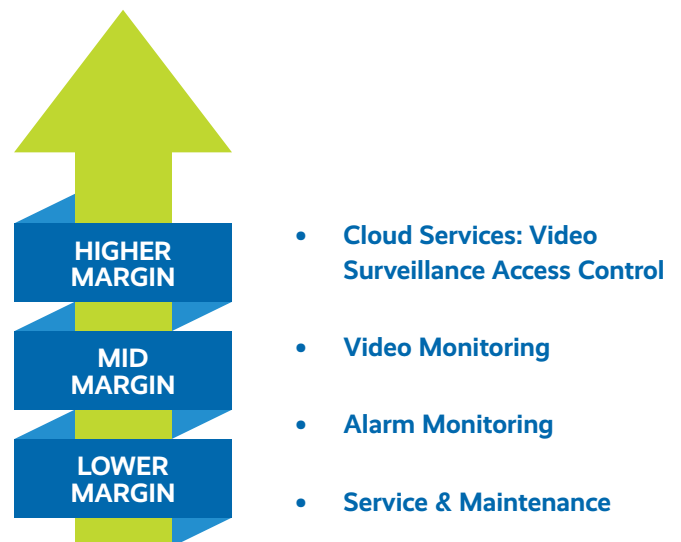 HIGHER
MARGIN
• Cloud Services: Video
Surveillance Access Control
MID
MARGIN
• Video Monitoring
• Alarm Monitoring
LOWER
MARGIN
• Service & Maintenance